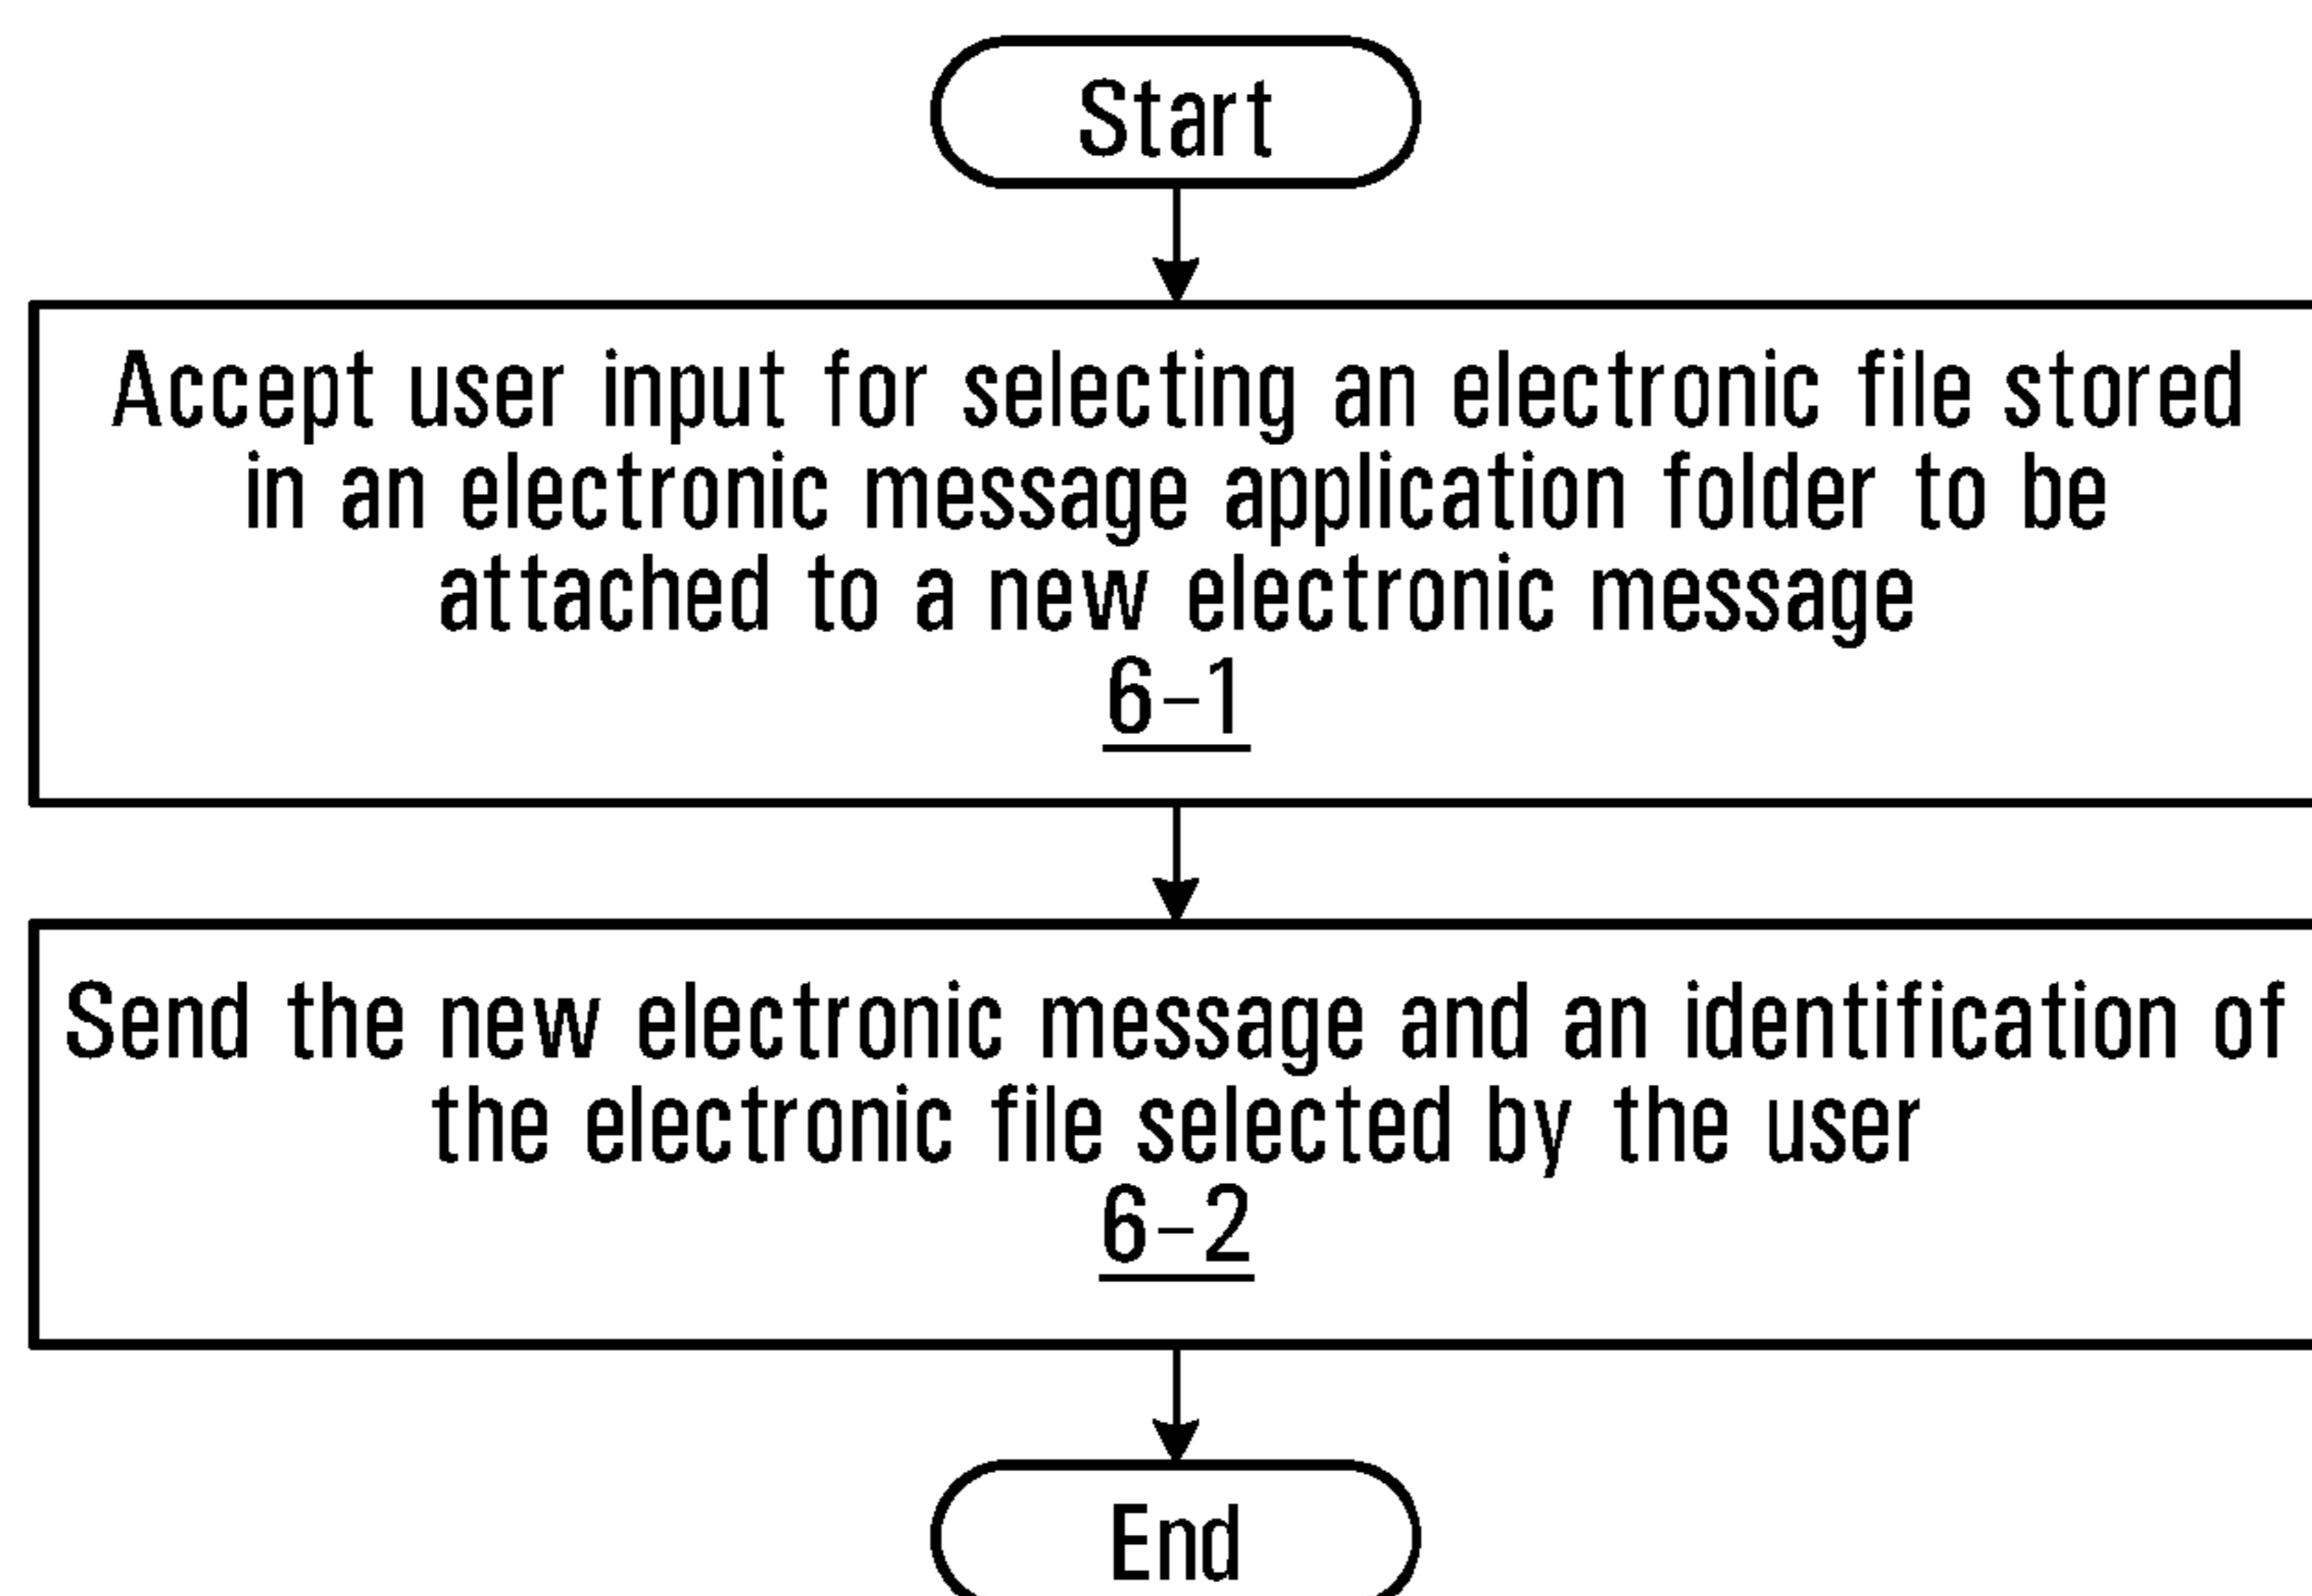 Start
Accept user input for selecting an electronic file stored
in an electronic message application folder to be
attached to a new electronic message
6–1
Send the new electronic message and an identification of
the electronic file selected by the user
6–2
End